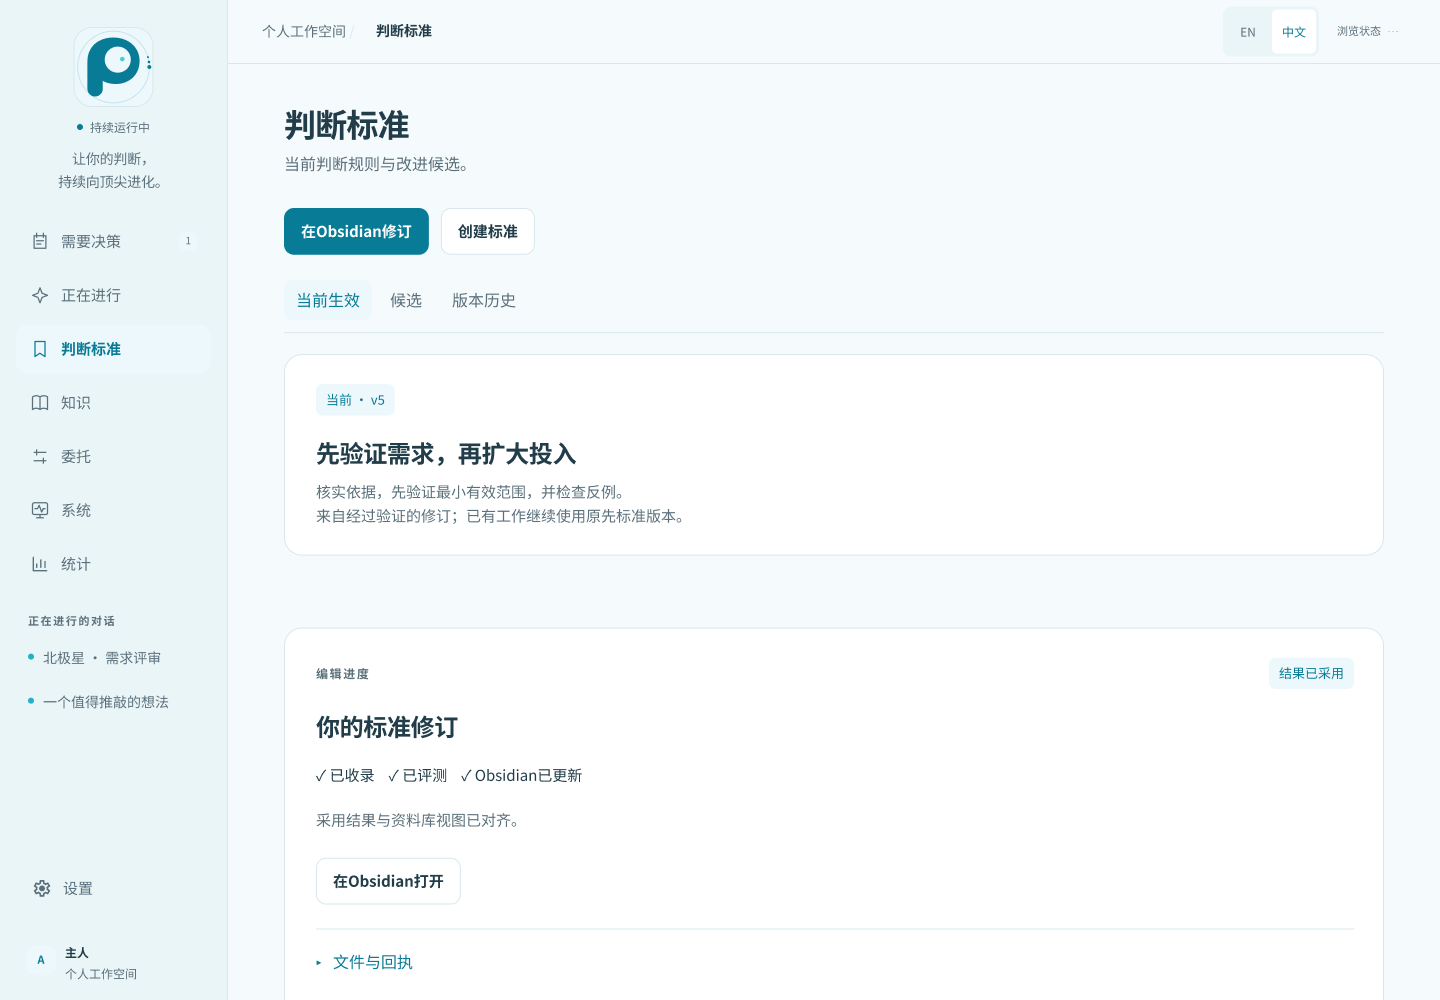 持续运行中
让你的判断，
持续向顶尖进化。
需要决策 1
正在进行
判断标准
知识
委托
系统
统计
正在进行的对话
北极星 · 需求评审
一个值得推敲的想法
设置
A
主人
个人工作空间
个人工作空间 / 判断标准
EN 中文 浏览状态 ···
判断标准
当前判断规则与改进候选。
在Obsidian修订 创建标准
当前生效 候选 版本历史
当前 · v5
先验证需求，再扩大投入
核实依据，先验证最小有效范围，并检查反例。
来自经过验证的修订；已有工作继续使用原先标准版本。
编辑进度 结果已采用
你的标准修订
✓ 已收录 ✓ 已评测 ✓ Obsidian已更新
采用结果与资料库视图已对齐。
在Obsidian打开
▸ 文件与回执